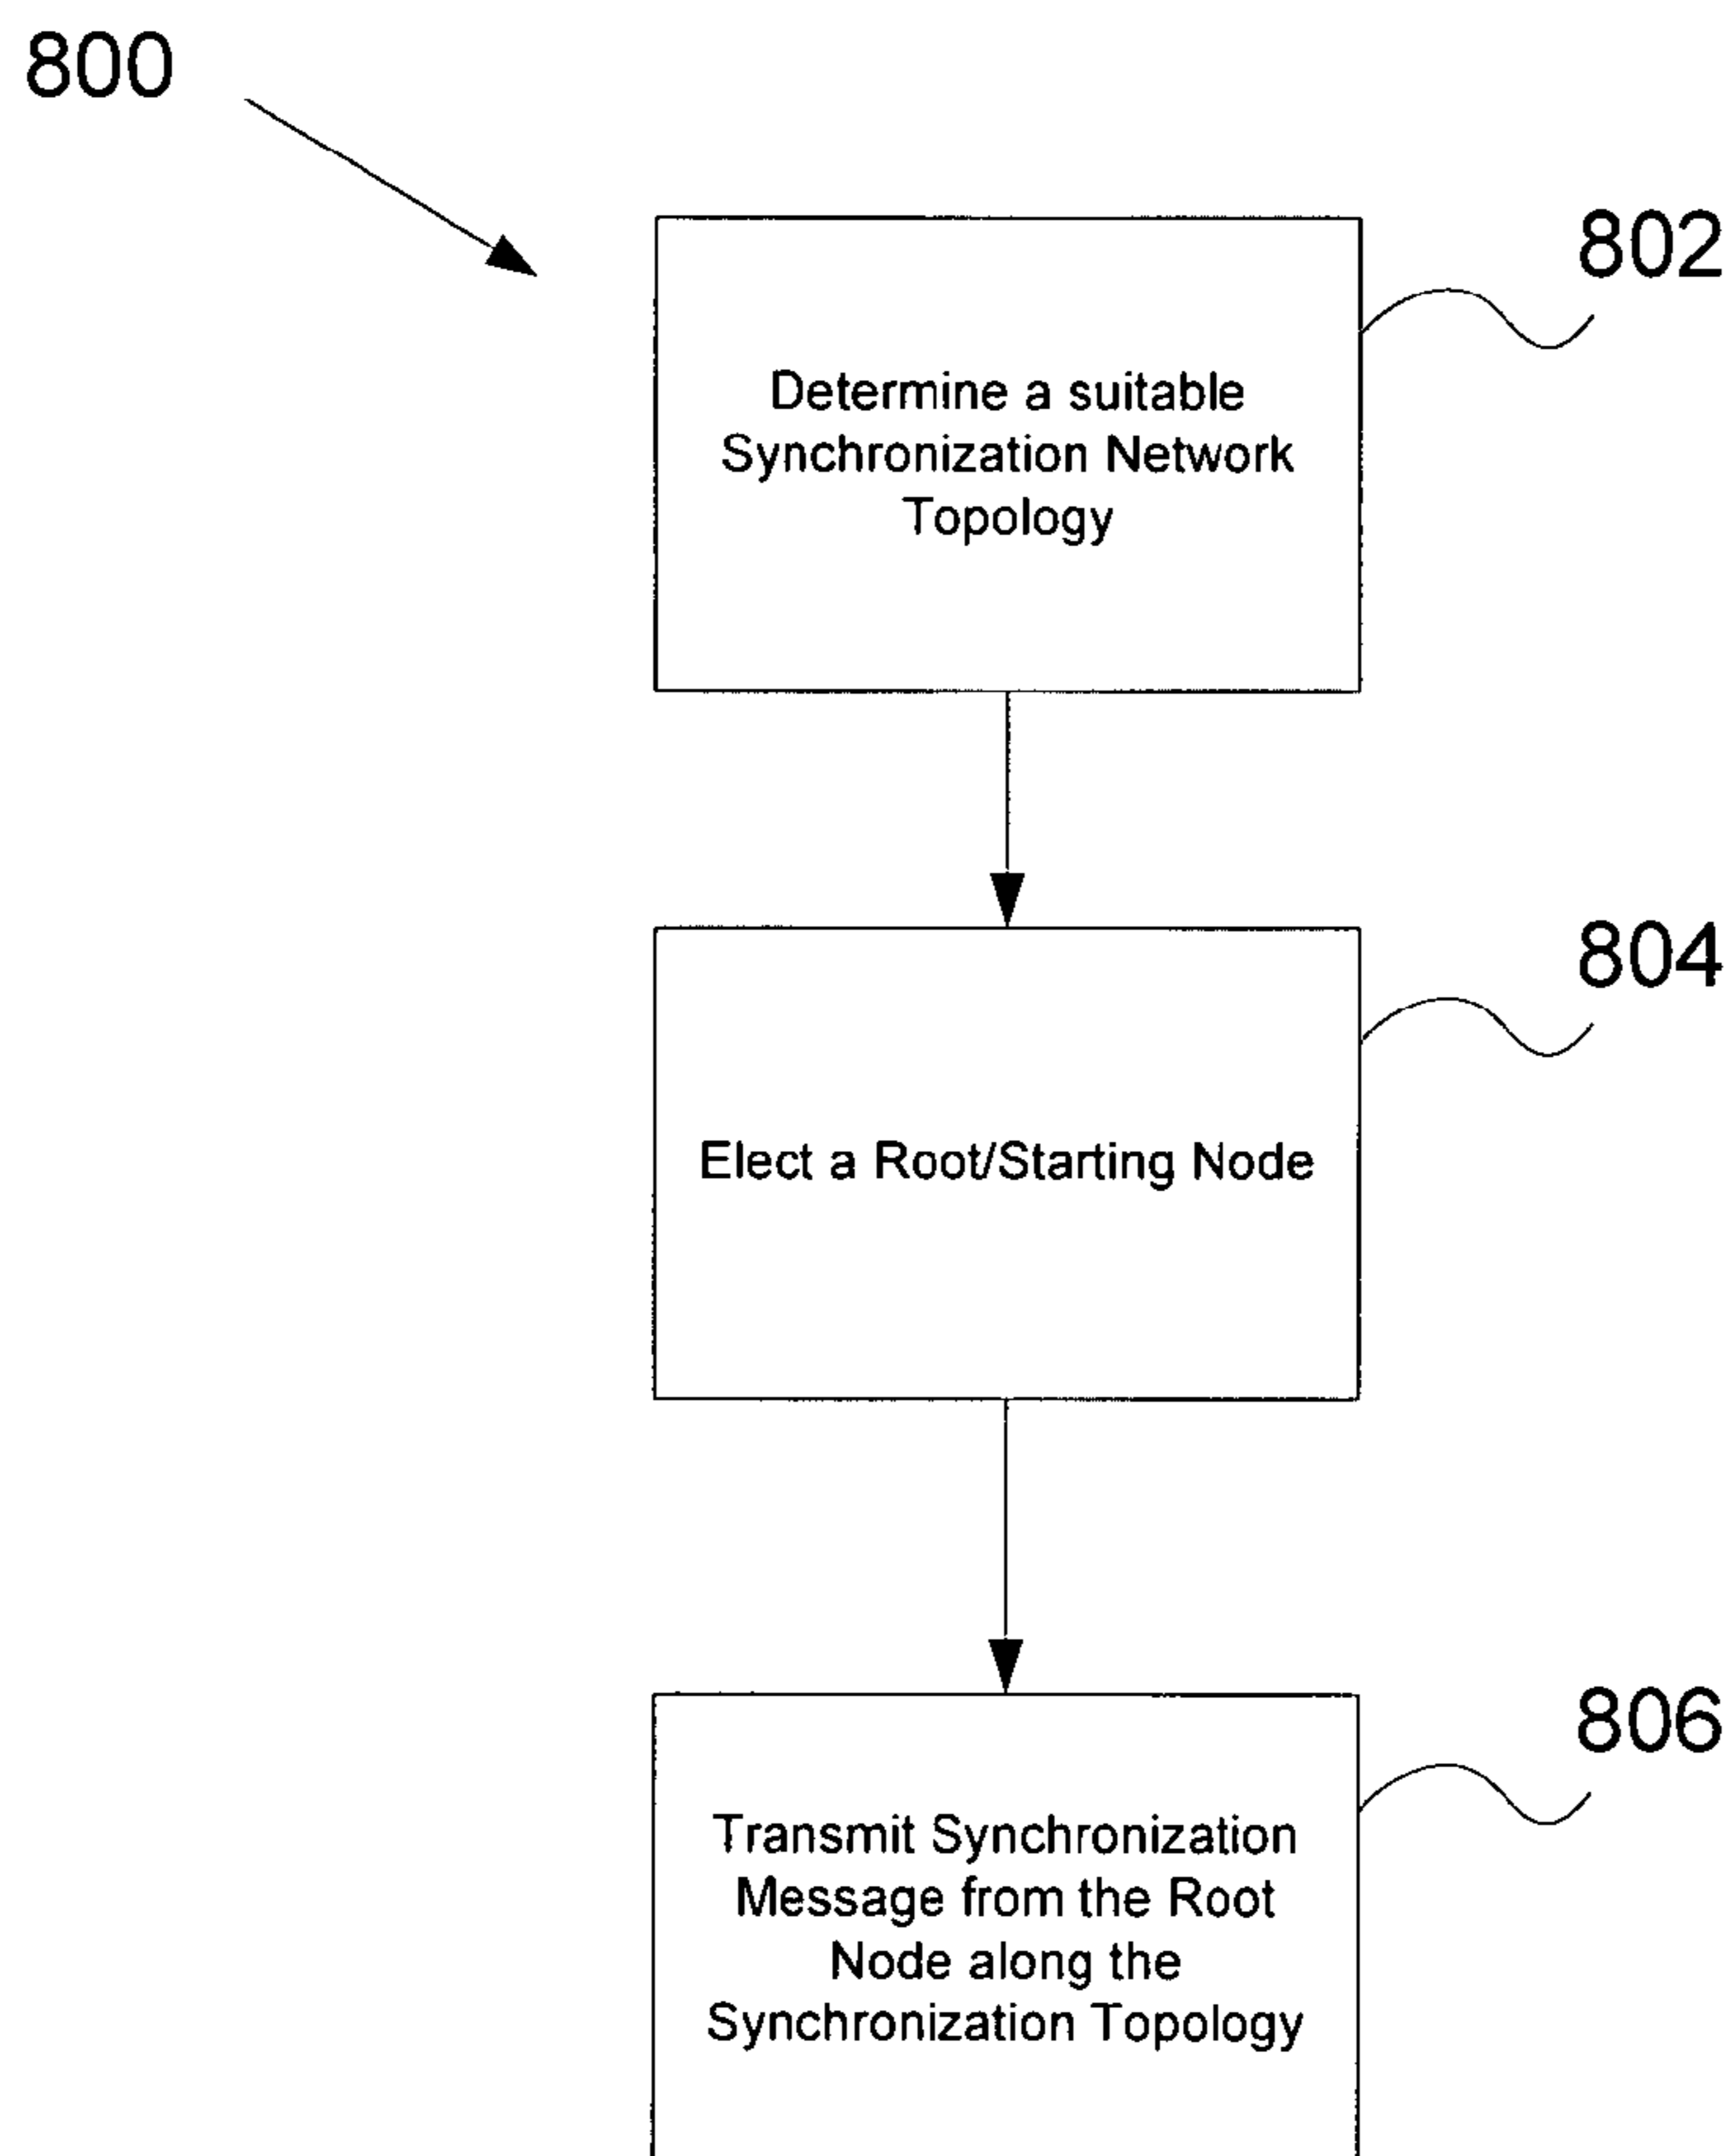 800
802
Determine a suitable
Synchronization Network
Topology
804
Elect a Root/Starting Node
806
Transmit Synchronization
Message from the Root
Node along the
Synchronization Topology